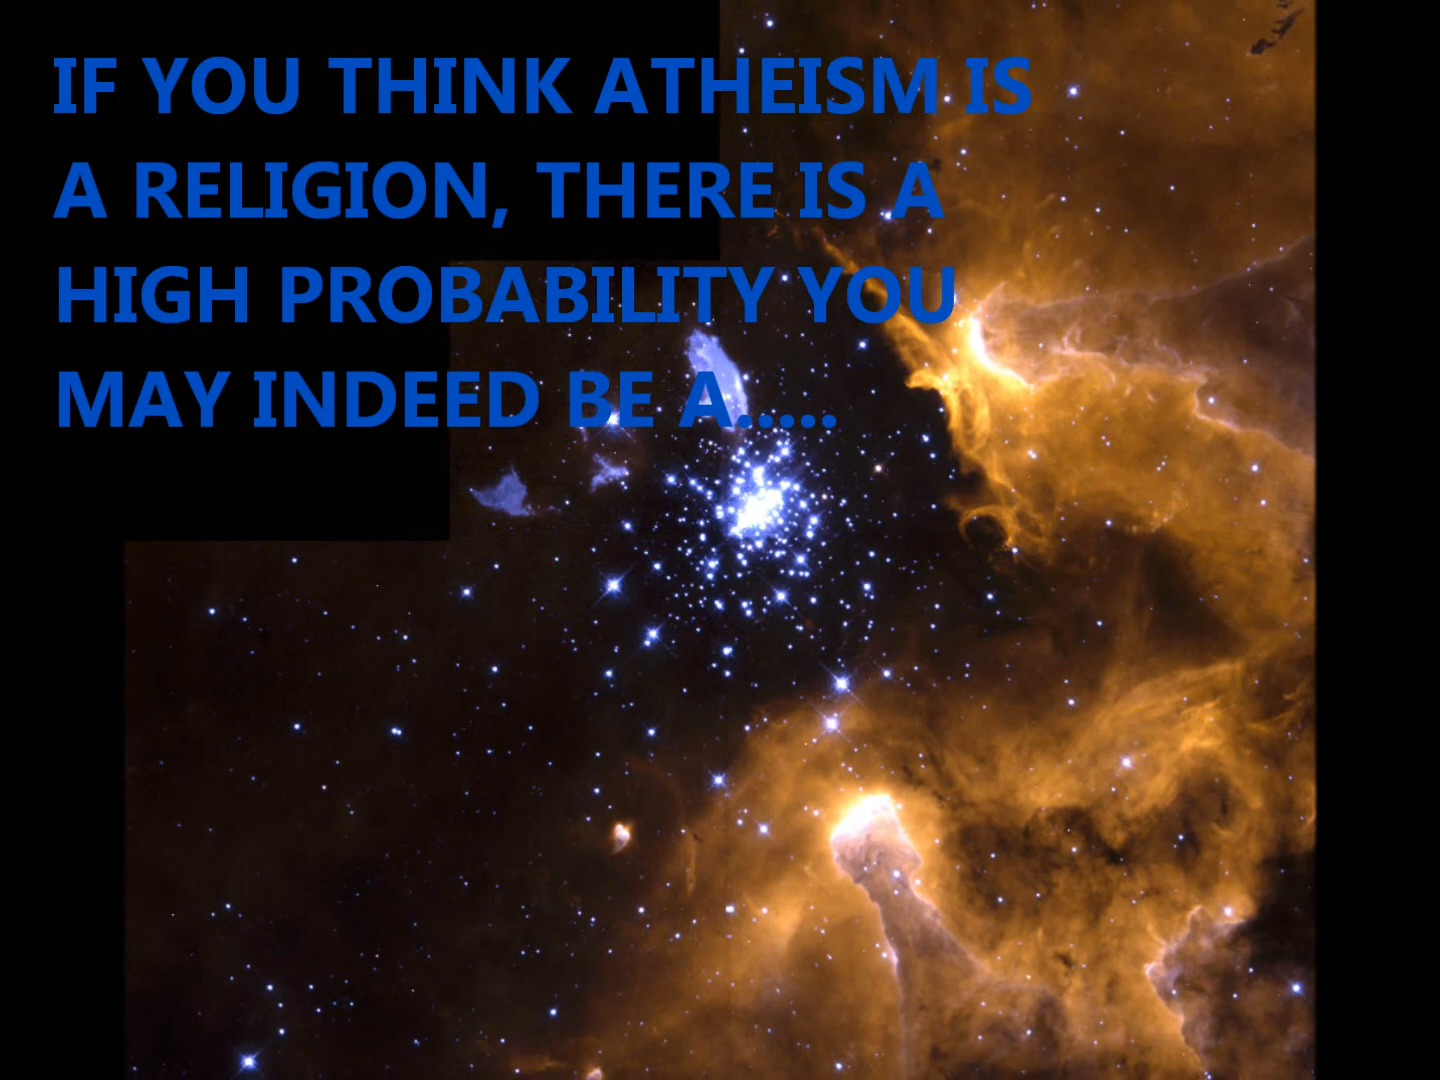 IF YOU THINK ATHEISM IS
A RELIGION, THERE IS A
HIGH PROBABILITY YOU
MAY INDEED BE A.....